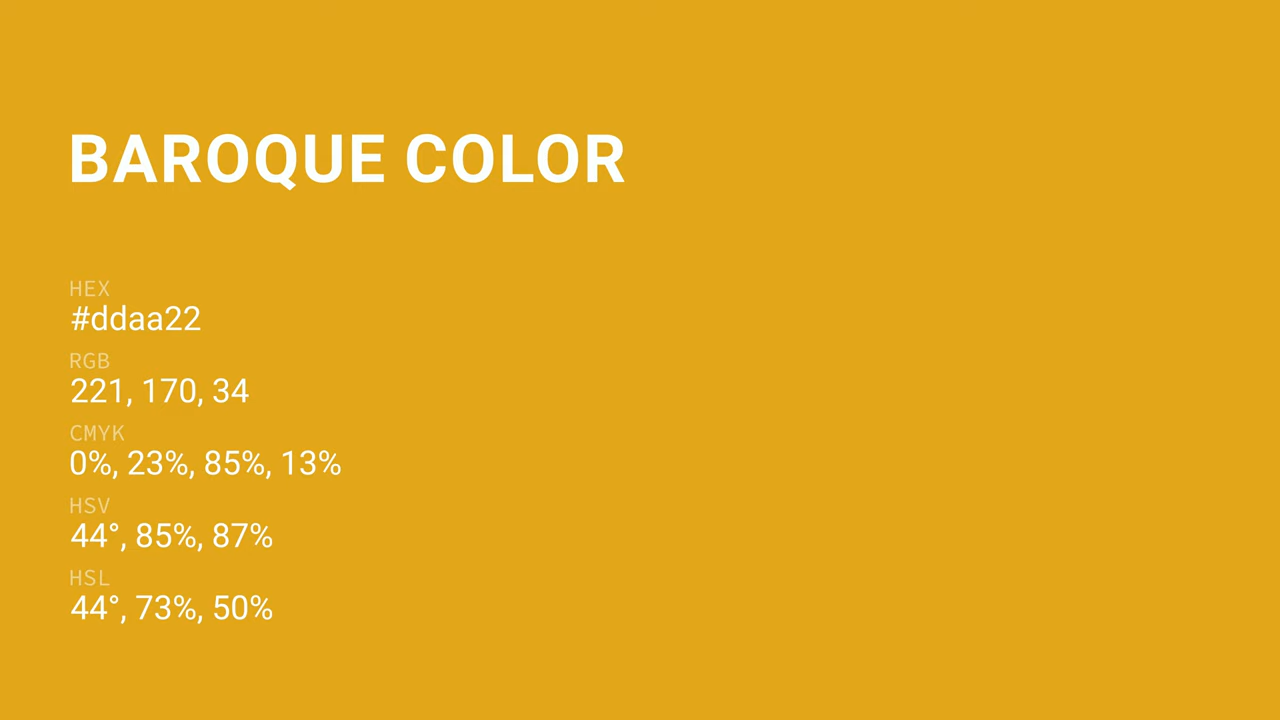 BAROQUE COLOR
HEX
#ddaa22
RGB
221, 170, 34
CMYK
0%, 23%, 85%, 13%
HSV
44°, 85%, 87%
HSL
44°, 73%, 50%